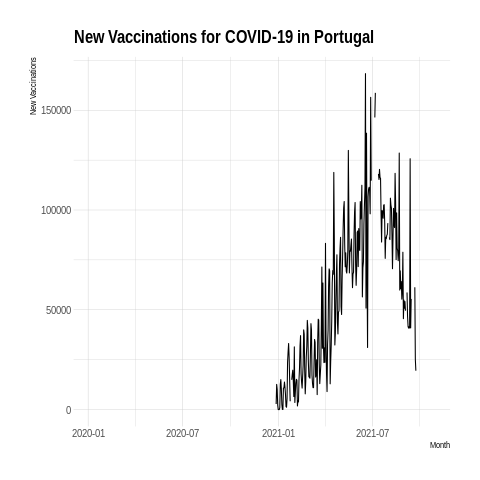 New Vaccinations for COVID-19 in Portugal
New Vaccinations
150000
100000
50000
0
2020-01 2020-07 2021-01 2021-07
Month